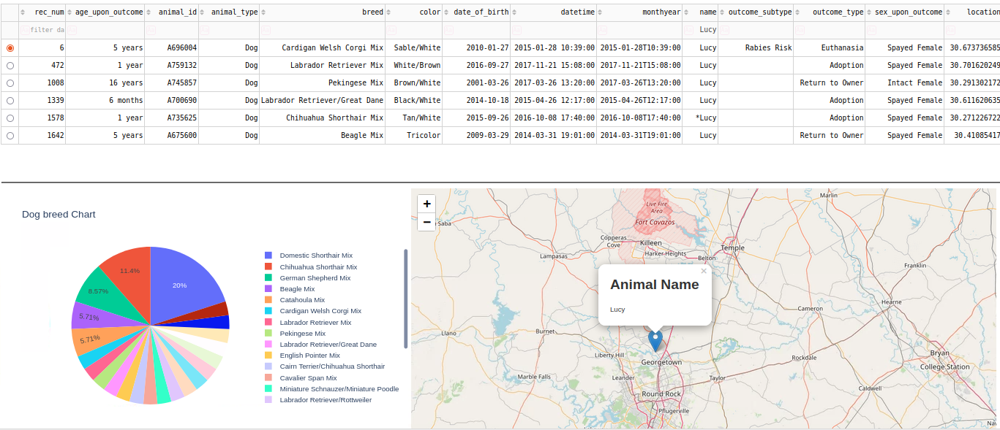 rec_num age_upon_outcome animal_id animal_type breed color date_of_birth datetime monthyear name outcome_subtype outcome_type sex_upon_outcome location
filter da Lucy
6 5 years A696004 Dog Cardigan Welsh Corgi Mix Sable/White 2010-01-27 2015-01-28 10:39:00 2015-01-28T10:39:00 Lucy Rabies Risk Euthanasia Spayed Female 30.673736585
472 1 year A759132 Dog Labrador Retriever Mix White/Brown 2016-09-27 2017-11-21 15:08:00 2017-11-21T15:08:00 Lucy Adoption Spayed Female 30.701620249
1008 16 years A745857 Dog Pekingese Mix Brown/White 2001-03-26 2017-03-26 13:20:00 2017-03-26T13:20:00 Lucy Return to Owner Intact Female 30.291302172
1339 6 months A700690 Dog Labrador Retriever/Great Dane Black/White 2014-10-18 2015-04-26 12:17:00 2015-04-26T12:17:00 Lucy Adoption Spayed Female 30.611620635
1578 1 year A735625 Dog Chihuahua Shorthair Mix Tan/White 2015-09-26 2016-10-08 17:40:00 2016-10-08T17:40:00 *Lucy Adoption Spayed Female 30.271226722
1642 5 years A675600 Dog Beagle Mix Tricolor 2009-03-29 2014-03-31 19:01:00 2014-03-31T19:01:00 Lucy Return to Owner Spayed Female 30.41085417
Dog breed Chart
20%
11.4%
8.57%
5.71%
5.71%
Domestic Shorthair Mix
Chihuahua Shorthair Mix
German Shepherd Mix
Beagle Mix
Catahoula Mix
Cardigan Welsh Corgi Mix
Labrador Retriever Mix
Pekingese Mix
Labrador Retriever/Great Dane
English Pointer Mix
Cairn Terrier/Chihuahua Shorthair
Cavalier Span Mix
Miniature Schnauzer/Miniature Poodle
Labrador Retriever/Rottweiler
+
−
Saba
Live Fire
Area
Fort Cavazos
Marlin
Copperas
Cove
Killeen
Harker Heights
Temple
Belton
Lampasas
Franklin
×
Animal Name
Lucy
Hearne
Cameron
Llano
Burnet
Liberty Hill
Georgetown
Rockdale
Bryan
College Station
Marble Falls
Leander
Taylor
Caldwell
Round Rock
Pflugerville
Nav